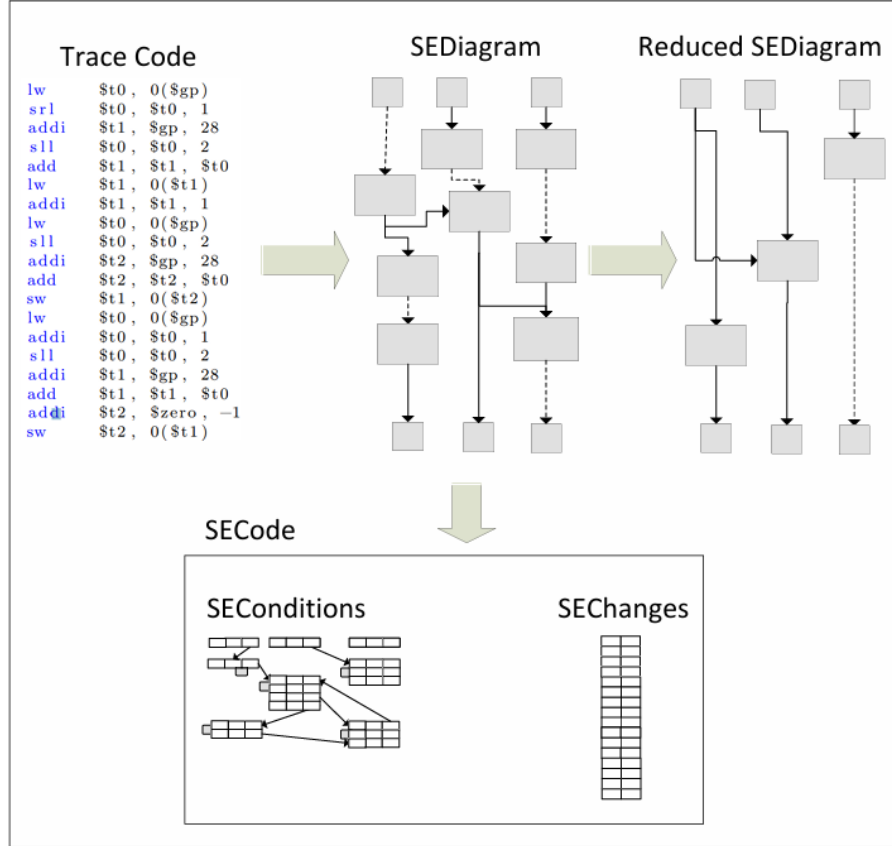 Trace Code
SEDiagram
Reduced SEDiagram
lw $t0, 0($gp)
srl $t0, $t0, 1
addi $t1, $gp, 28
sll $t0, $t0, 2
add $t1, $t1, $t0
lw $t1, 0($t1)
addi $t1, $t1, 1
lw $t0, 0($gp)
sll $t0, $t0, 2
addi $t2, $gp, 28
add $t2, $t2, $t0
sw $t1, 0($t2)
lw $t0, 0($gp)
addi $t0, $t0, 1
sll $t0, $t0, 2
addi $t1, $gp, 28
add $t1, $t1, $t0
addi $t2, $zero, −1
sw $t2, 0($t1)
SECode
SEConditions
SEChanges